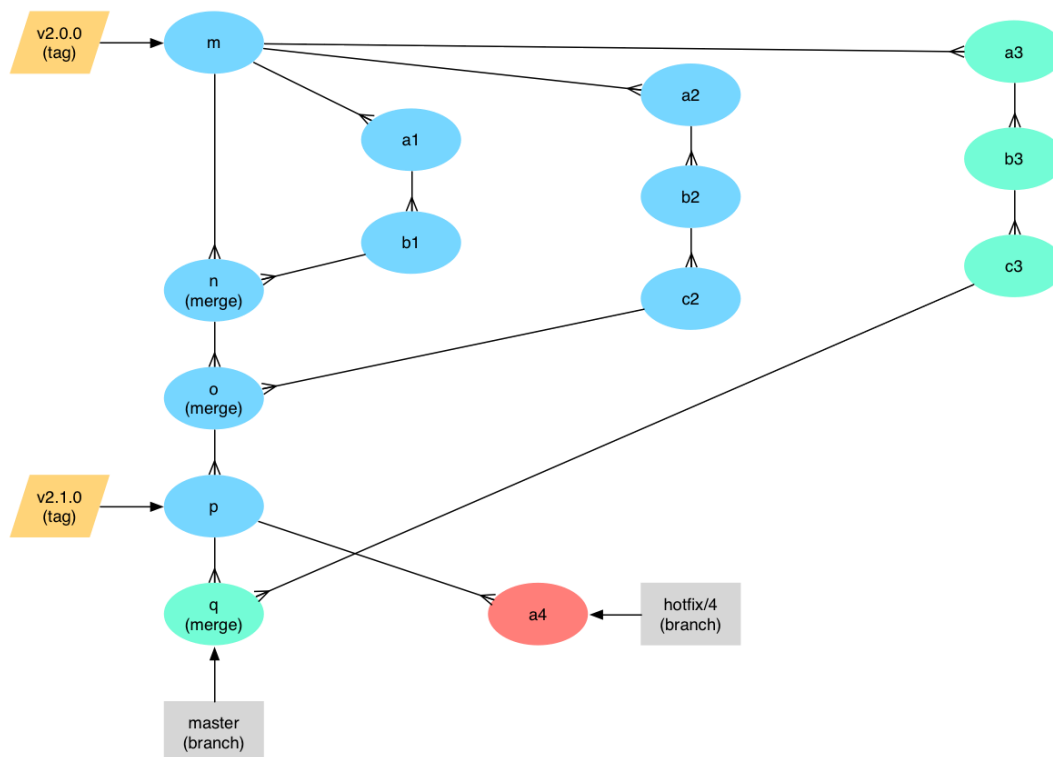 v2.0.0
(tag)
m
a3
a2
a1
b3
b2
b1
c3
n
(merge)
c2
o
(merge)
v2.1.0
(tag)
p
q
(merge)
a4
hotfix/4
(branch)
master
(branch)